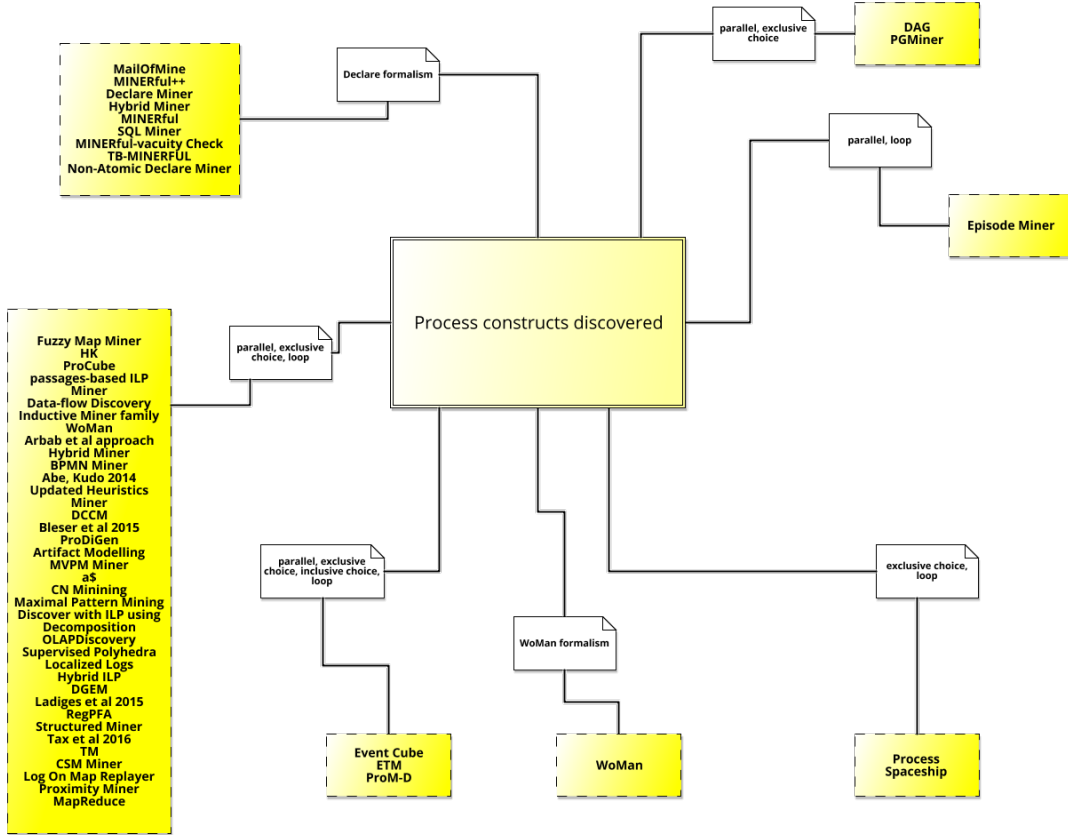 parallel, exclusive
choice
DAG
PGMiner
MailOfMine
MINERful++
Declare Miner
Hybrid Miner
MINERful
SQL Miner
MINERful-vacuity Check
TB-MINERFUL
Non-Atomic Declare Miner
Declare formalism
parallel, loop
Episode Miner
Process constructs discovered
parallel, exclusive
choice, loop
Fuzzy Map Miner
HK
ProCube
passages-based ILP
Miner
Data-flow Discovery
Inductive Miner family
WoMan
Arbab et al approach
Hybrid Miner
BPMN Miner
Abe, Kudo 2014
Updated Heuristics
Miner
DCCM
Bleser et al 2015
ProDiGen
Artifact Modelling
MVPM Miner
a$
CN Minining
Maximal Pattern Mining
Discover with ILP using
Decomposition
OLAPDiscovery
Supervised Polyhedra
Localized Logs
Hybrid ILP
DGEM
Ladiges et al 2015
RegPFA
Structured Miner
Tax et al 2016
TM
CSM Miner
Log On Map Replayer
Proximity Miner
MapReduce
parallel, exclusive
choice, inclusive choice,
loop
exclusive choice,
loop
WoMan formalism
Event Cube
ETM
ProM-D
WoMan
Process
Spaceship